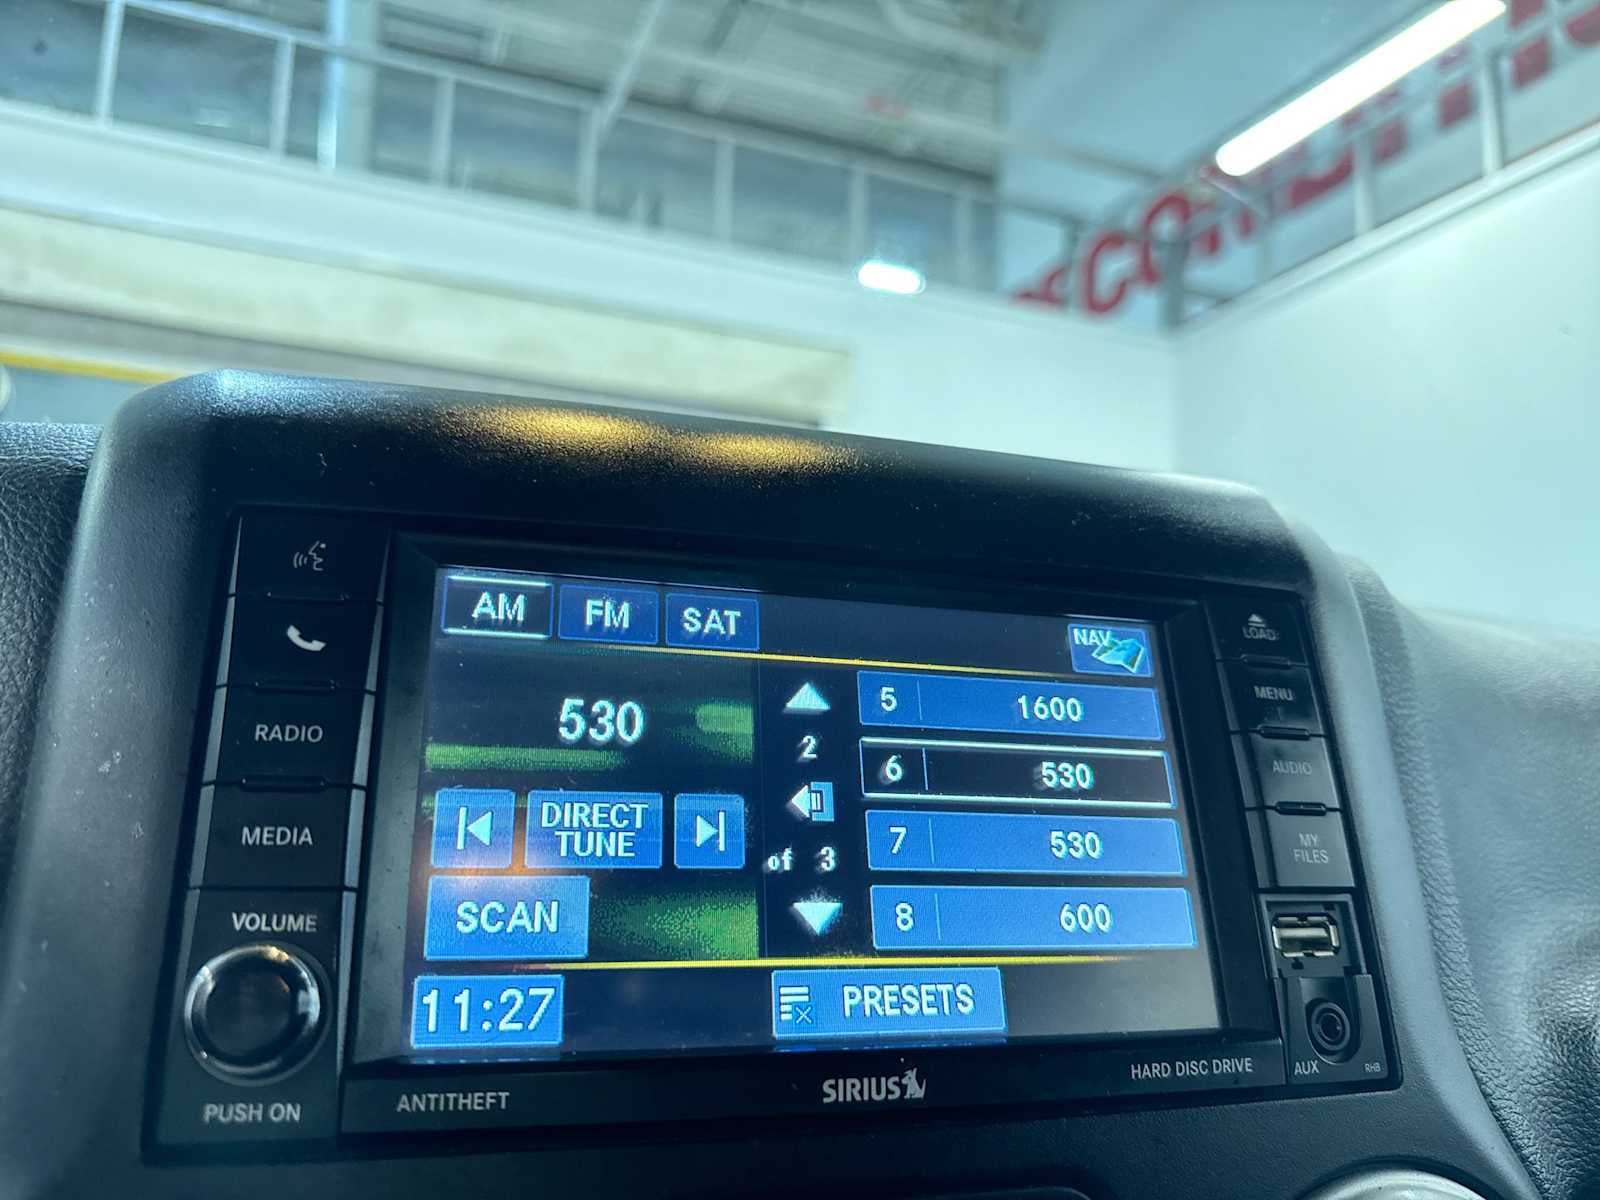 CO
AM FM SAT NAV
530
DIRECT
TUNE
SCAN
11:27
2
of 3
5 1600
6 530
7 530
8 600
PRESETS
RADIO
MEDIA
VOLUME
PUSH ON
LOAD
MENU
AUDIO
MY
FILES
AUX
RHB
ANTITHEFT
SIRIUS
HARD DISC DRIVE